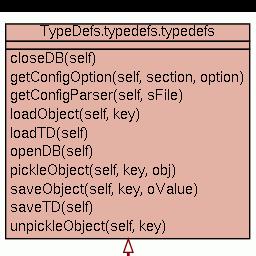 TypeDefs.typedefs.typedefs
closeDB(self)
getConfigOption(self, section, option)
getConfigParser(self, sFile)
loadObject(self, key)
loadTD(self)
openDB(self)
pickleObject(self, key, obj)
saveObject(self, key, oValue)
saveTD(self)
unpickleObject(self, key)